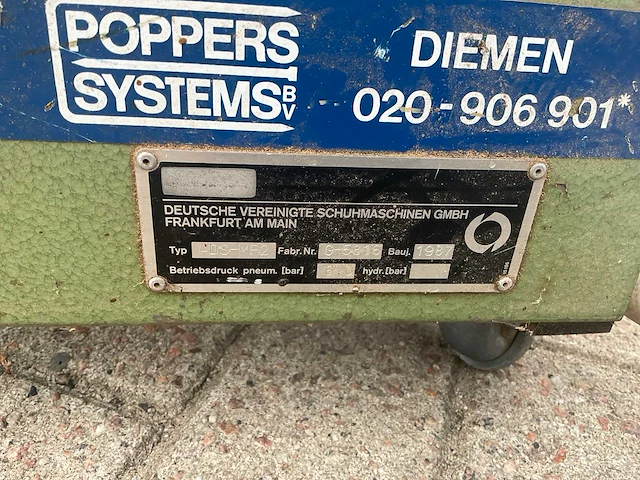 POPPERS
SYSTEMS BV
DIEMEN
020-906 901*
DEUTSCHE VEREINIGTE SCHUHMASCHINEN GMBH
FRANKFURT AM MAIN
Typ Fabr. Nr. Bauj. 1987
Betriebsdruck pneum. [bar] hydr. [bar]